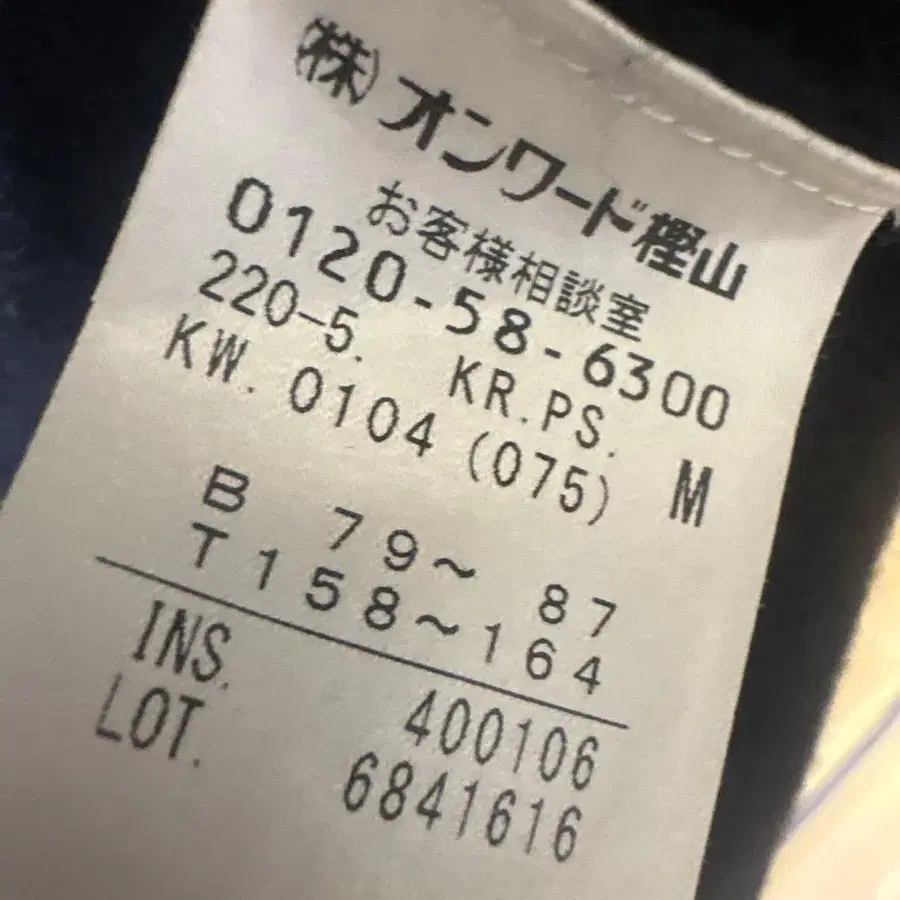 (株)オンワード樫山
お客様相談室
0120-58-6300
220-5. KR.PS. M
KW. 0104 (075)
B 79～ 87
T158～164
INS. 400106
LOT. 6841616